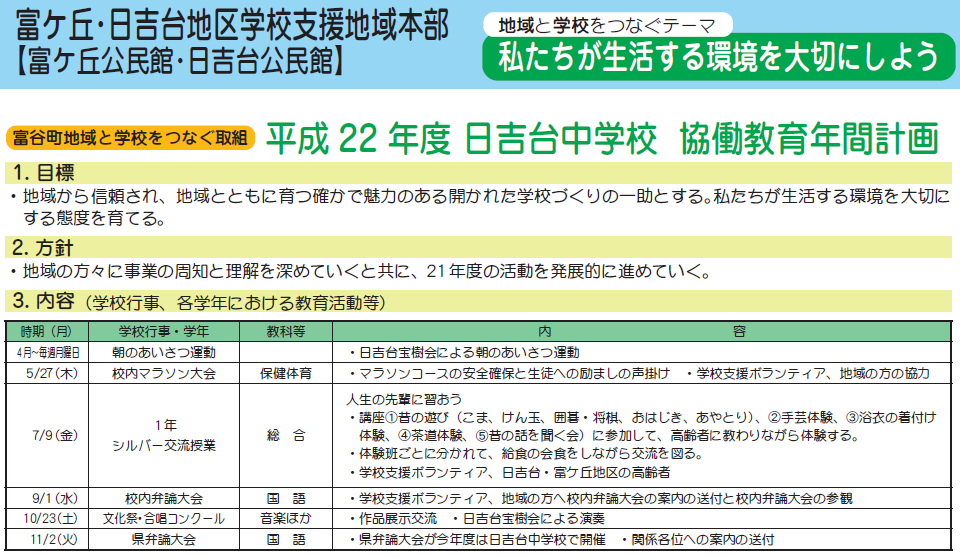 富ケ丘・日吉台地区学校支援地域本部
【富ケ丘公民館・日吉台公民館】
地域と学校をつなぐテーマ
私たちが生活する環境を大切にしよう
富谷町地域と学校をつなぐ取組 平成 22 年度 日吉台中学校 協働教育年間計画
1. 目標
・地域から信頼され、地域とともに育つ確かで魅力のある開かれた学校づくりの一助とする。私たちが生活する環境を大切に
する態度を育てる。
2. 方針
・地域の方々に事業の周知と理解を深めていくと共に、21年度の活動を発展的に進めていく。
3. 内容（学校行事、各学年における教育活動等）
時期（月） 学校行事・学年 教科等 内 容
4月～毎週月曜日 朝のあいさつ運動 ・日吉台宝樹会による朝のあいさつ運動
5/27(木) 校内マラソン大会 保健体育 ・マラソンコースの安全確保と生徒への励ましの声掛け ・学校支援ボランティア、地域の方の協力
7/9(金) 1年
シルバー交流授業 総 合
人生の先輩に習おう
・講座①昔の遊び（こま、けん玉、囲碁・将棋、おはじき、あやとり）、②手芸体験、③浴衣の着付け
体験、④茶道体験、⑤昔の話を聞く会）に参加して、高齢者に教わりながら体験する。
・体験班ごとに分かれて、給食の会食をしながら交流を図る。
・学校支援ボランティア、日吉台・富ケ丘地区の高齢者
9/1(水) 校内弁論大会 国 語 ・学校支援ボランティア、地域の方へ校内弁論大会の案内の送付と校内弁論大会の参観
10/23(土) 文化祭・合唱コンクール 音楽ほか ・作品展示交流 ・日吉台宝樹会による演奏
11/2(火) 県弁論大会 国 語 ・県弁論大会が今年度は日吉台中学校で開催 ・関係各位への案内の送付